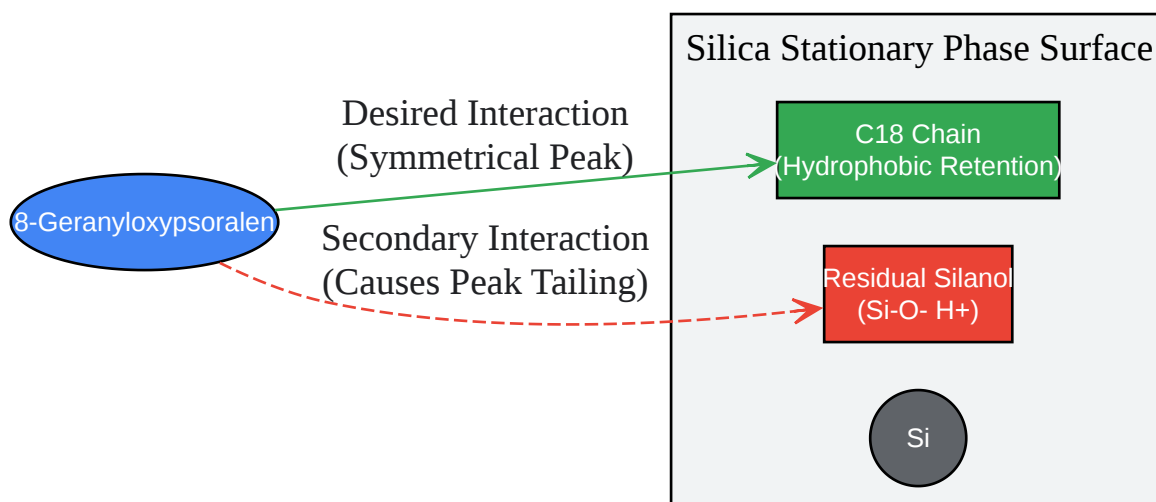 Silica Stationary Phase Surface
Desired Interaction
(Symmetrical Peak)
C18 Chain
(Hydrophobic Retention)
8-Geranyloxypsoralen
Secondary Interaction
(Causes Peak Tailing)
Residual Silanol
(Si-O- H+)
Si